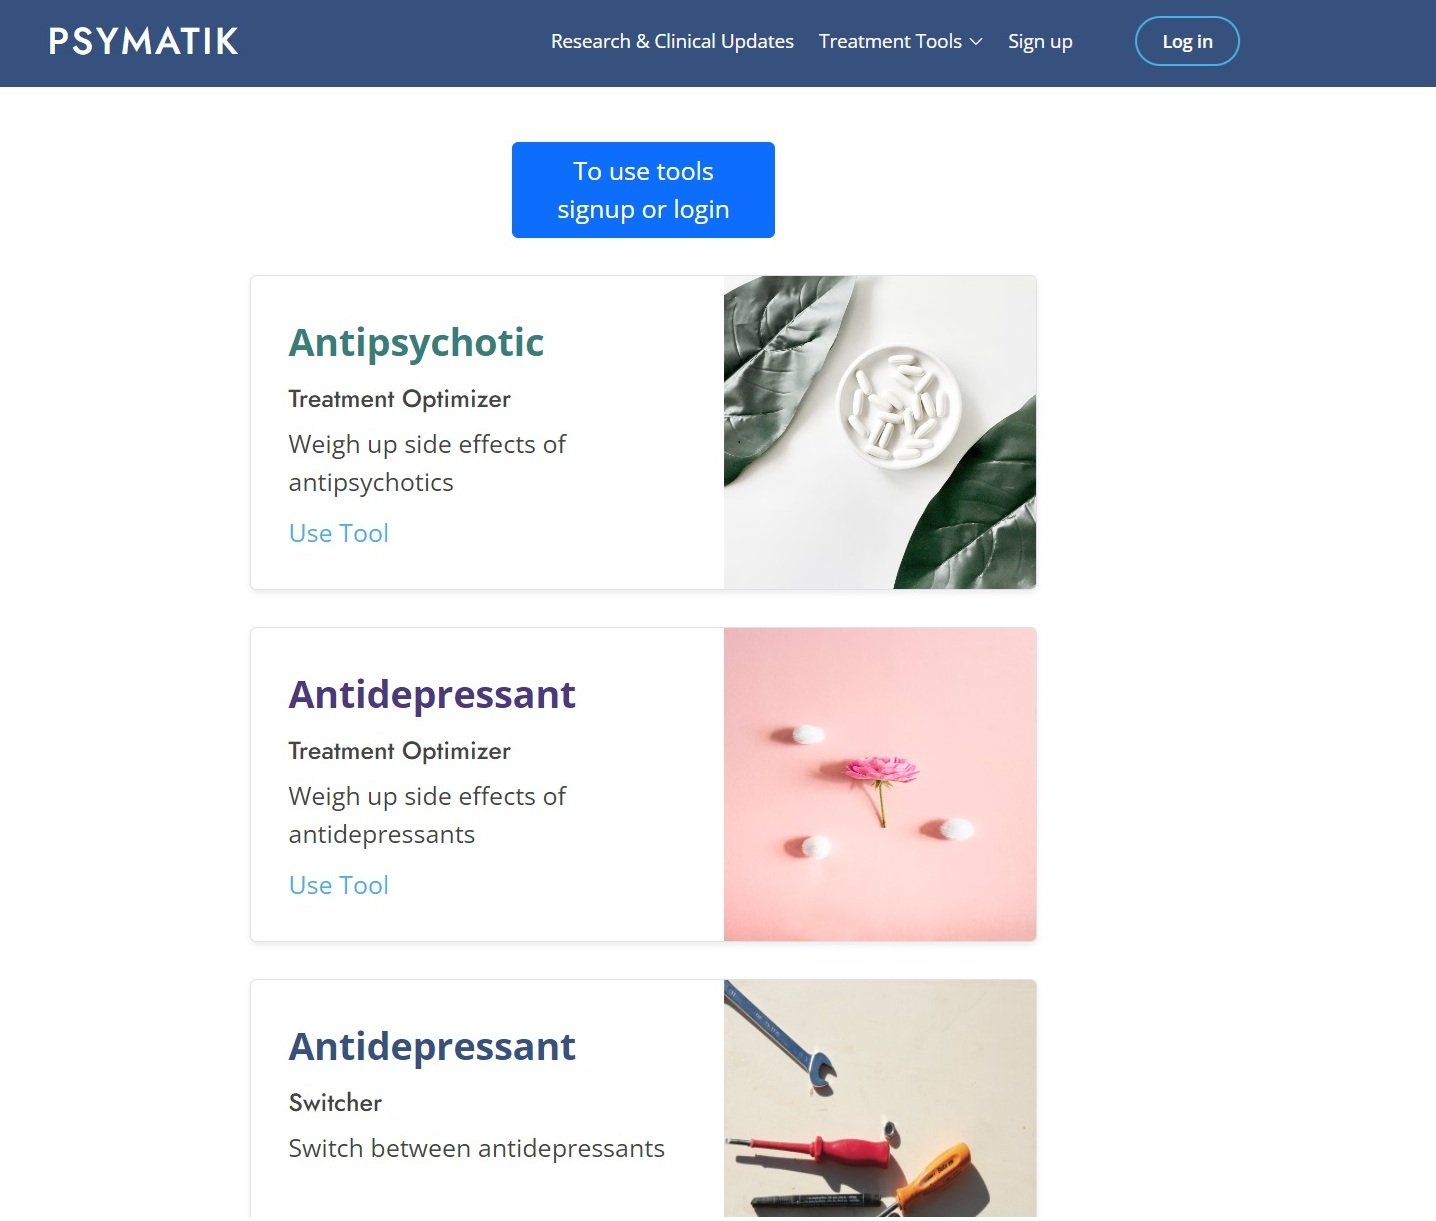 PSYMATIK
Research & Clinical Updates
Treatment Tools
Sign up
Log in
To use tools
signup or login
Antipsychotic
Treatment Optimizer
Weigh up side effects of
antipsychotics
Use Tool
Antidepressant
Treatment Optimizer
Weigh up side effects of
antidepressants
Use Tool
Antidepressant
Switcher
Switch between antidepressants